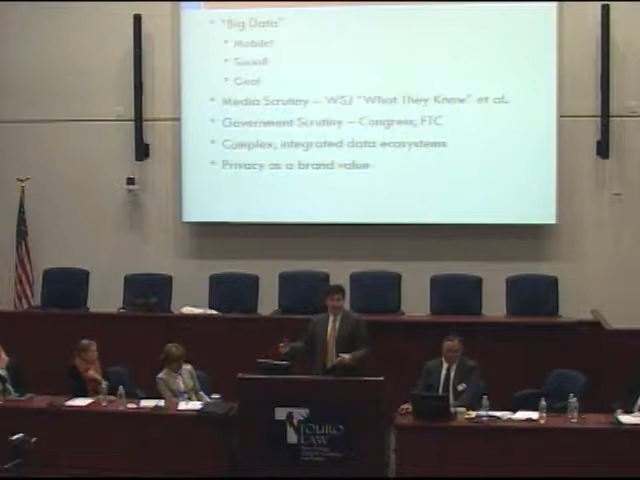 • "Big Data"
• Mobile!
• Social!
• Geo!
• Media Scrutiny – WSJ "What They Know" et al.
• Government Scrutiny – Congress, FTC
• Complex, integrated data ecosystems
• Privacy as a brand value
TOURO
LAW